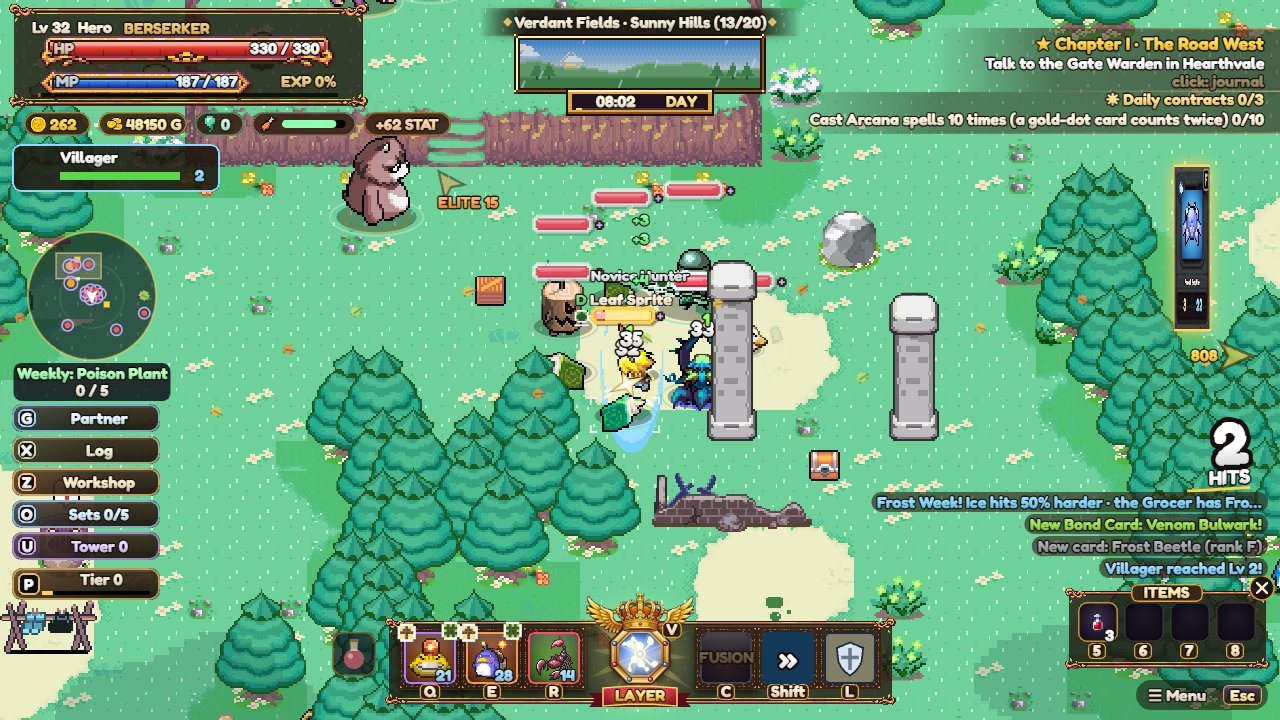 Lv 32 Hero BERSERKER
HP 330 / 330
MP 187 / 187 EXP 0%
262 48150 G 0 +62 STAT
Villager
2
Verdant Fields · Sunny Hills (13/20)
08:02 DAY
★ Chapter I · The Road West
Talk to the Gate Warden in Hearthvale
click: journal
Daily contracts 0/3
Cast Arcana spells 10 times (a gold-dot card counts twice) 0/10
ELITE 15
+3
+3
Novice Hunter
D Leaf Sprite
35
808
2
HITS
Weekly: Poison Plant
0 / 5
G Partner
X Log
Z Workshop
O Sets 0/5
U Tower 0
P Tier 0
Frost Week! Ice hits 50% harder · the Grocer has Fro...
New Bond Card: Venom Bulwark!
New card: Frost Beetle (rank F)
Villager reached Lv 2!
ITEMS
3
5 6 7 8
21 28 14 V FUSION
Q E R LAYER C Shift L
Menu Esc